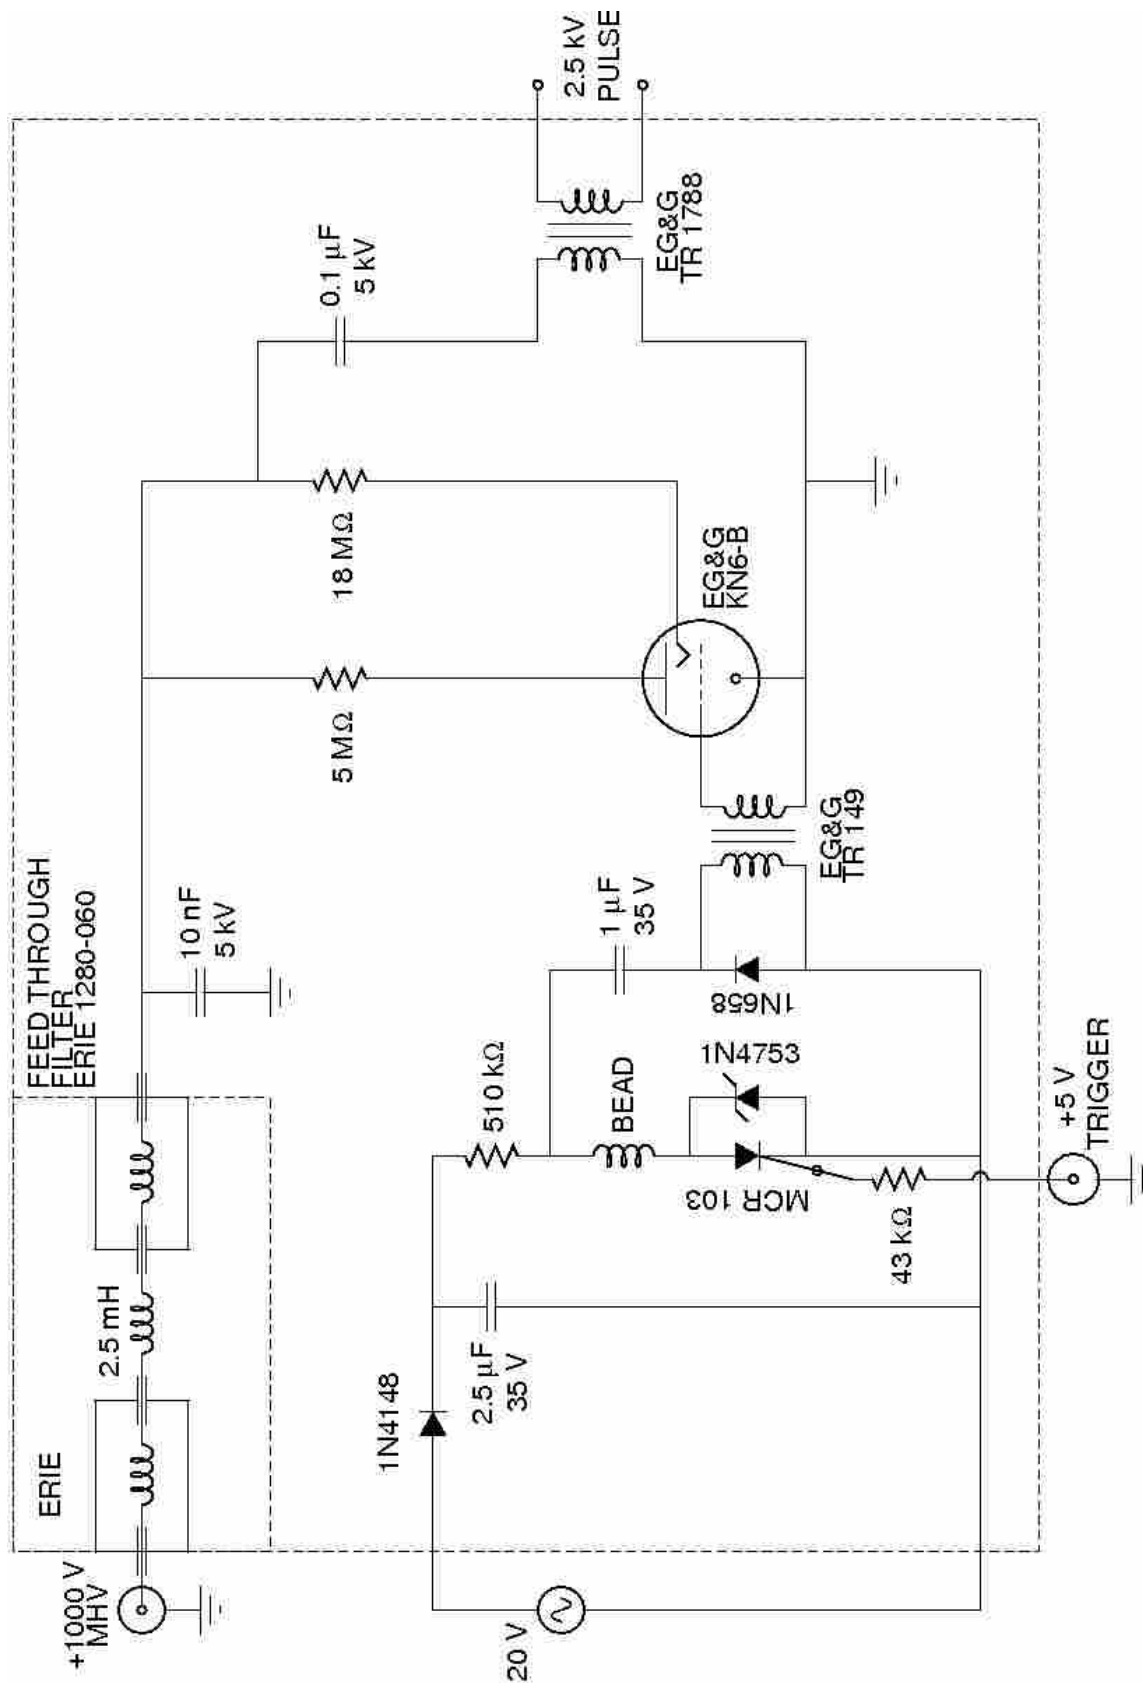 +1000 V
MHV
ERIE
2.5 mH
FEED THROUGH
FILTER
ERIE 1280-060
10 nF
5 kV
5 MΩ
18 MΩ
0.1 μF
5 kV
EG&G
TR 1788
2.5 kV
PULSE
20 V
1N4148
2.5 μF
35 V
510 kΩ
BEAD
MCR 103
1N4753
43 kΩ
+5 V
TRIGGER
1 μF
35 V
1N658
EG&G
TR 149
EG&G
KN6-B